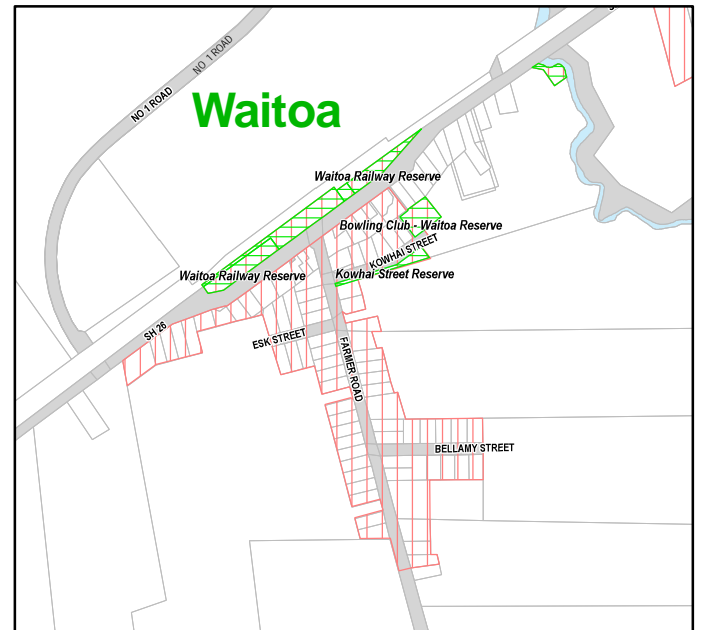 NO 1 ROAD
NO 1 ROAD
Waitoa
Waitoa Railway Reserve
Bowling Club - Waitoa Reserve
KOWHAI STREET
Waitoa Railway Reserve
Kowhai Street Reserve
SH 26
ESK STREET
FARMER ROAD
BELLAMY STREET